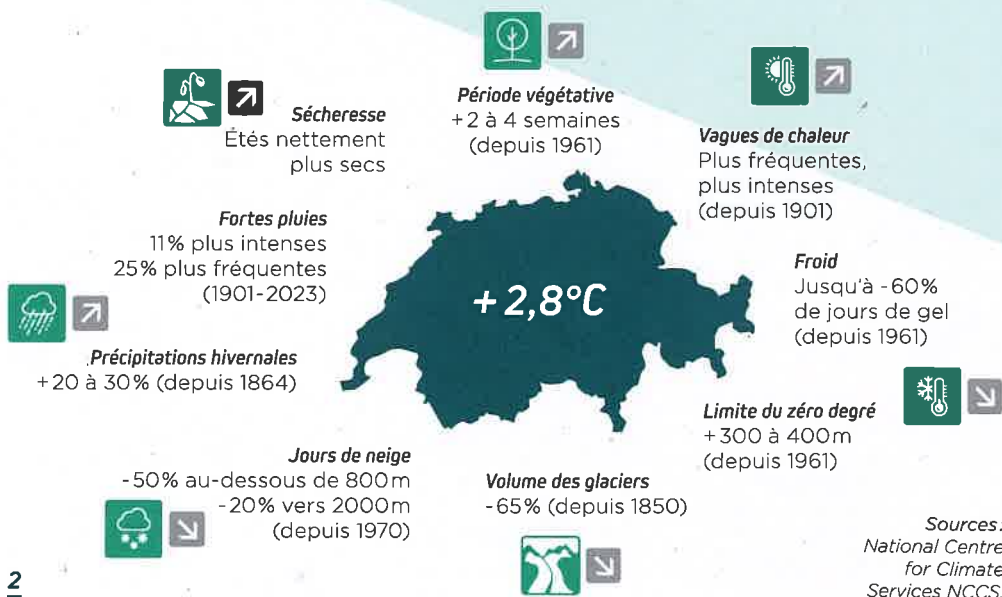 Période végétative
+2 à 4 semaines
(depuis 1961)
Sécheresse
Étés nettement
plus secs
Vagues de chaleur
Plus fréquentes,
plus intenses
(depuis 1901)
Fortes pluies
11% plus intenses
25% plus fréquentes
(1901-2023)
+2,8°C
Froid
Jusqu'à -60%
de jours de gel
(depuis 1961)
Précipitations hivernales
+20 à 30% (depuis 1864)
Limite du zéro degré
+300 à 400m
(depuis 1961)
Jours de neige
-50% au-dessous de 800m
-20% vers 2000m
(depuis 1970)
Volume des glaciers
-65% (depuis 1850)
Sources:
National Centre
for Climate
Services NCCS,
2